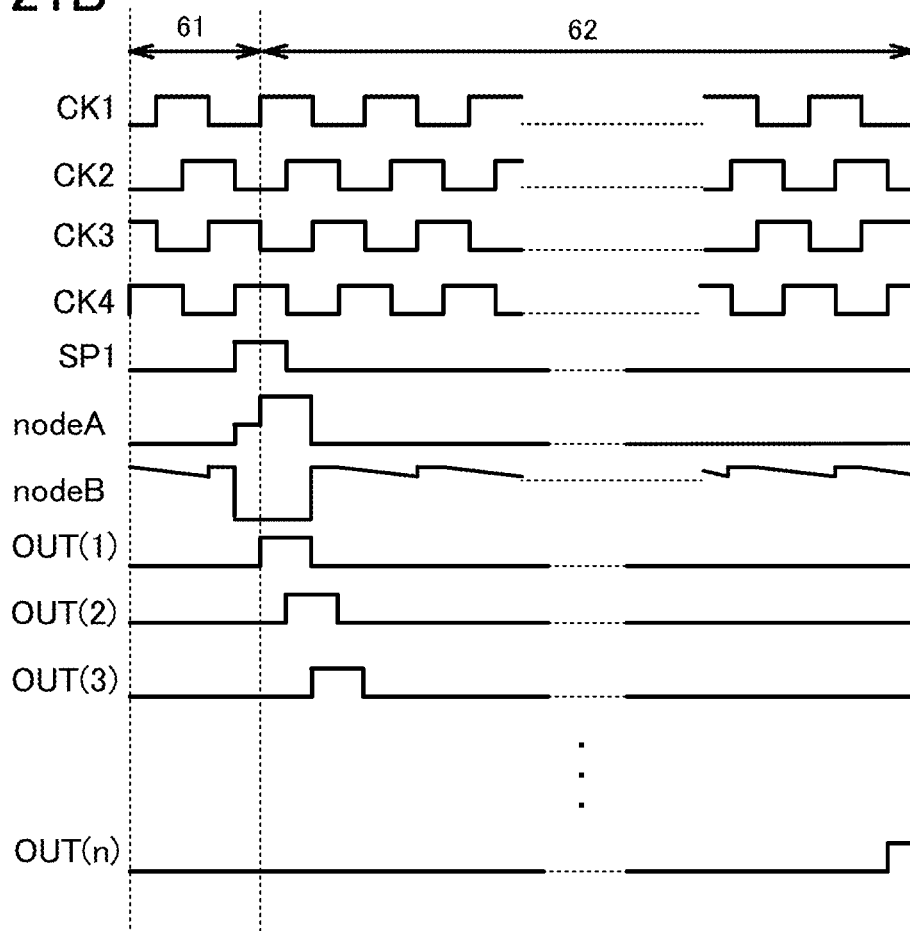 21B
61
62
CK1
CK2
CK3
CK4
SP1
nodeA
nodeB
OUT(1)
OUT(2)
OUT(3)
OUT(n)